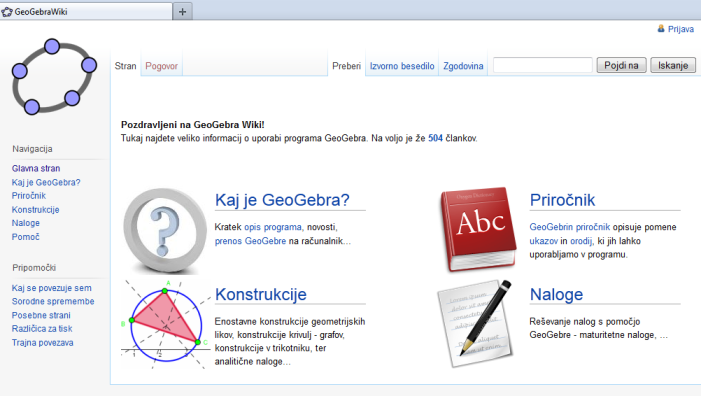 GeoGebraWiki
Prijava
Stran Pogovor Preberi Izvorno besedilo Zgodovina Pojdi na Iskanje
Pozdravljeni na GeoGebra Wiki!
Tukaj najdete veliko informacij o uporabi programa GeoGebra. Na voljo je že 504 člankov.
Navigacija
Glavna stran
Kaj je GeoGebra?
Priročnik
Konstrukcije
Naloge
Pomoč
Pripomočki
Kaj se povezuje sem
Sorodne spremembe
Posebne strani
Različica za tisk
Trajna povezava
Kaj je GeoGebra?
Kratek opis programa, novosti,
prenos GeoGebre na računalnik...
Abc
Priročnik
GeoGebrin priročnik opisuje pomene
ukazov in orodij, ki jih lahko
uporabljamo v programu.
A
B
C
1
2
Konstrukcije
Enostavne konstrukcije geometrijskih
likov, konstrukcije krivulj - grafov,
konstrukcije v trikotniku, ter
analitične naloge...
Naloge
Reševanje nalog s pomočjo
GeoGebre - maturitetne naloge, ...